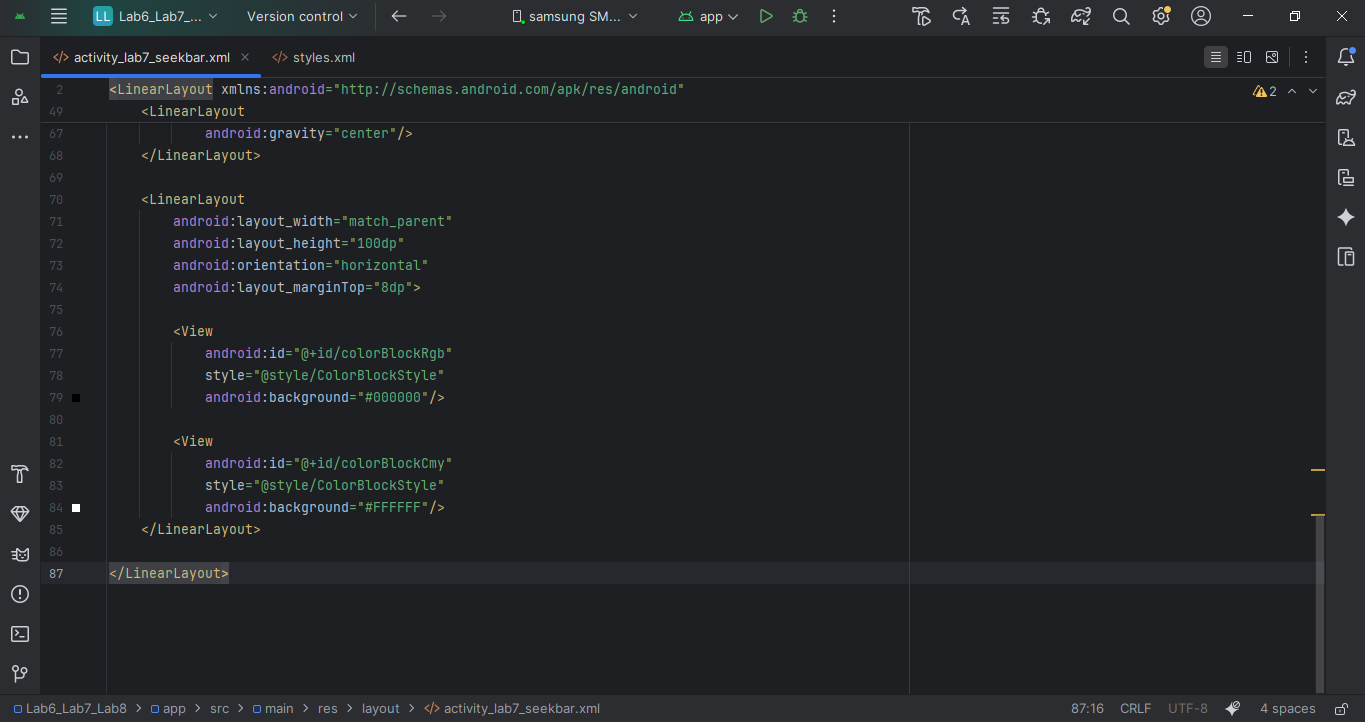 LL Lab6_Lab7_... Version control samsung SM... app
activity_lab7_seekbar.xml styles.xml
2 <LinearLayout xmlns:android="http://schemas.android.com/apk/res/android" 2
49 <LinearLayout
67 android:gravity="center"/>
68 </LinearLayout>
69
70 <LinearLayout
71 android:layout_width="match_parent"
72 android:layout_height="100dp"
73 android:orientation="horizontal"
74 android:layout_marginTop="8dp">
75
76 <View
77 android:id="@+id/colorBlockRgb"
78 style="@style/ColorBlockStyle"
79 android:background="#000000"/>
80
81 <View
82 android:id="@+id/colorBlockCmy"
83 style="@style/ColorBlockStyle"
84 android:background="#FFFFFF"/>
85 </LinearLayout>
86
87 </LinearLayout>
Lab6_Lab7_Lab8 > app > src > main > res > layout > activity_lab7_seekbar.xml 87:16 CRLF UTF-8 4 spaces